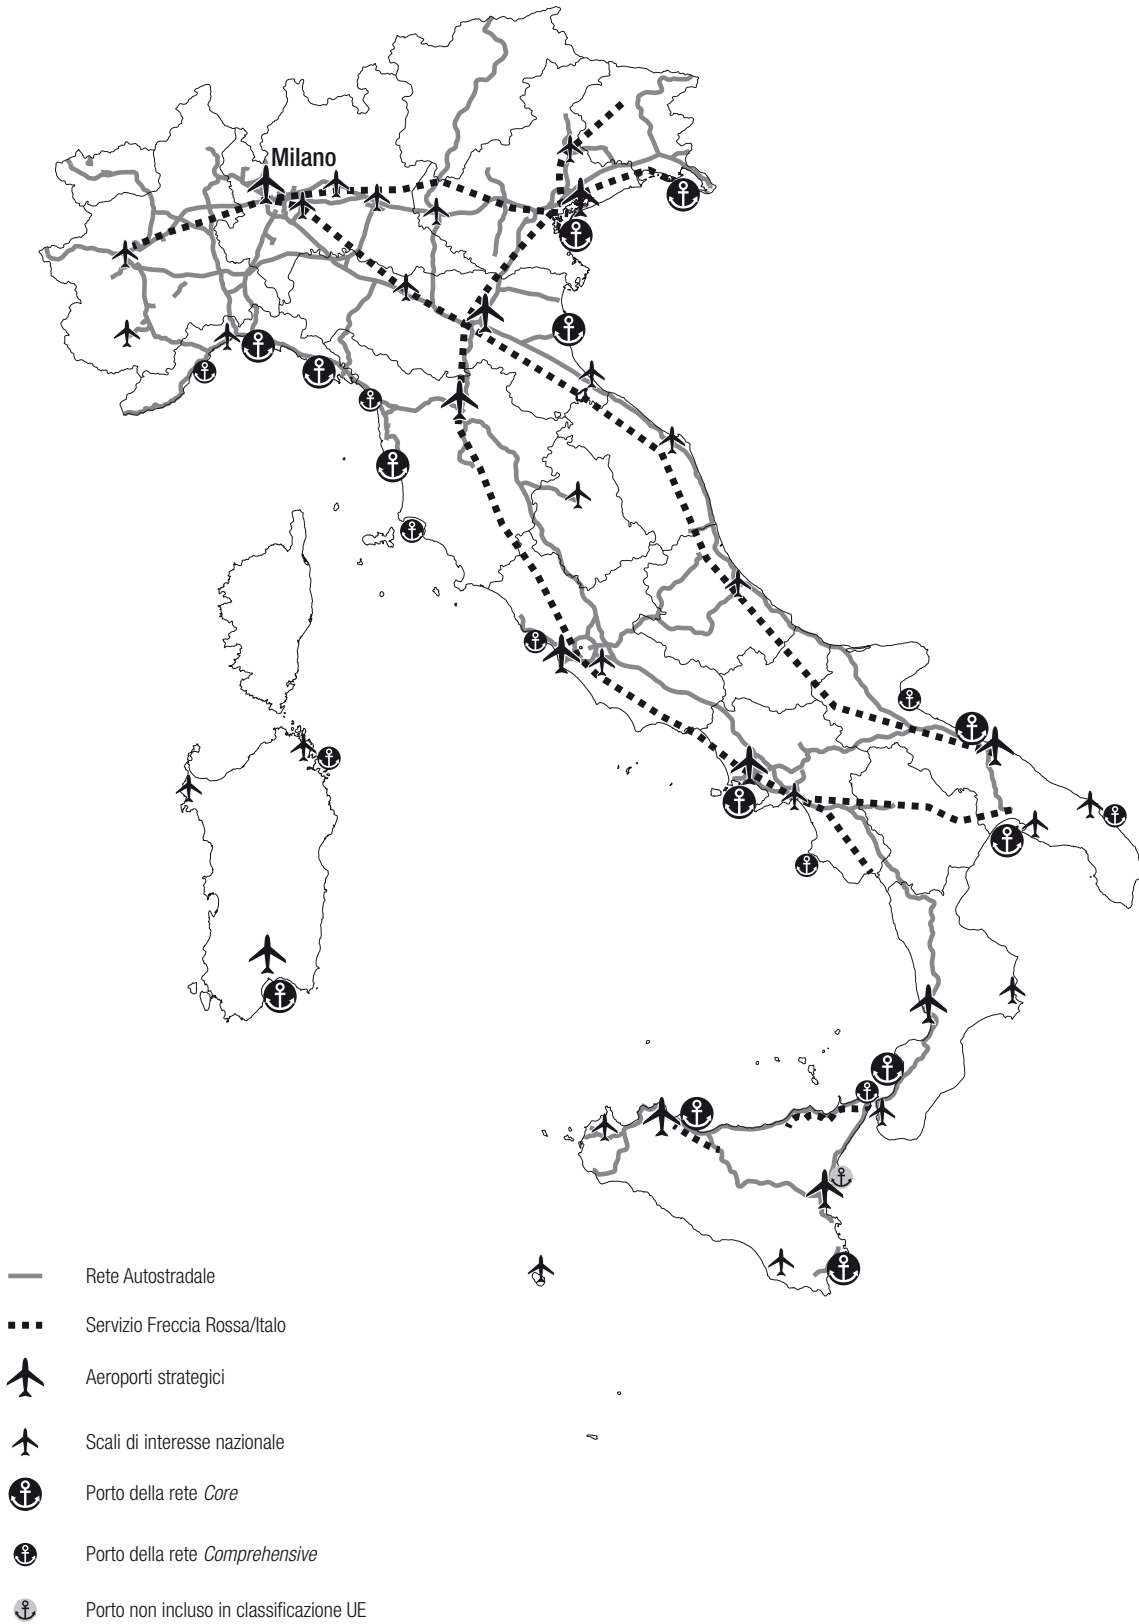 Milano
Rete Autostradale
Servizio Freccia Rossa/Italo
Aeroporti strategici
Scali di interesse nazionale
Porto della rete Core
Porto della rete Comprehensive
Porto non incluso in classificazione UE